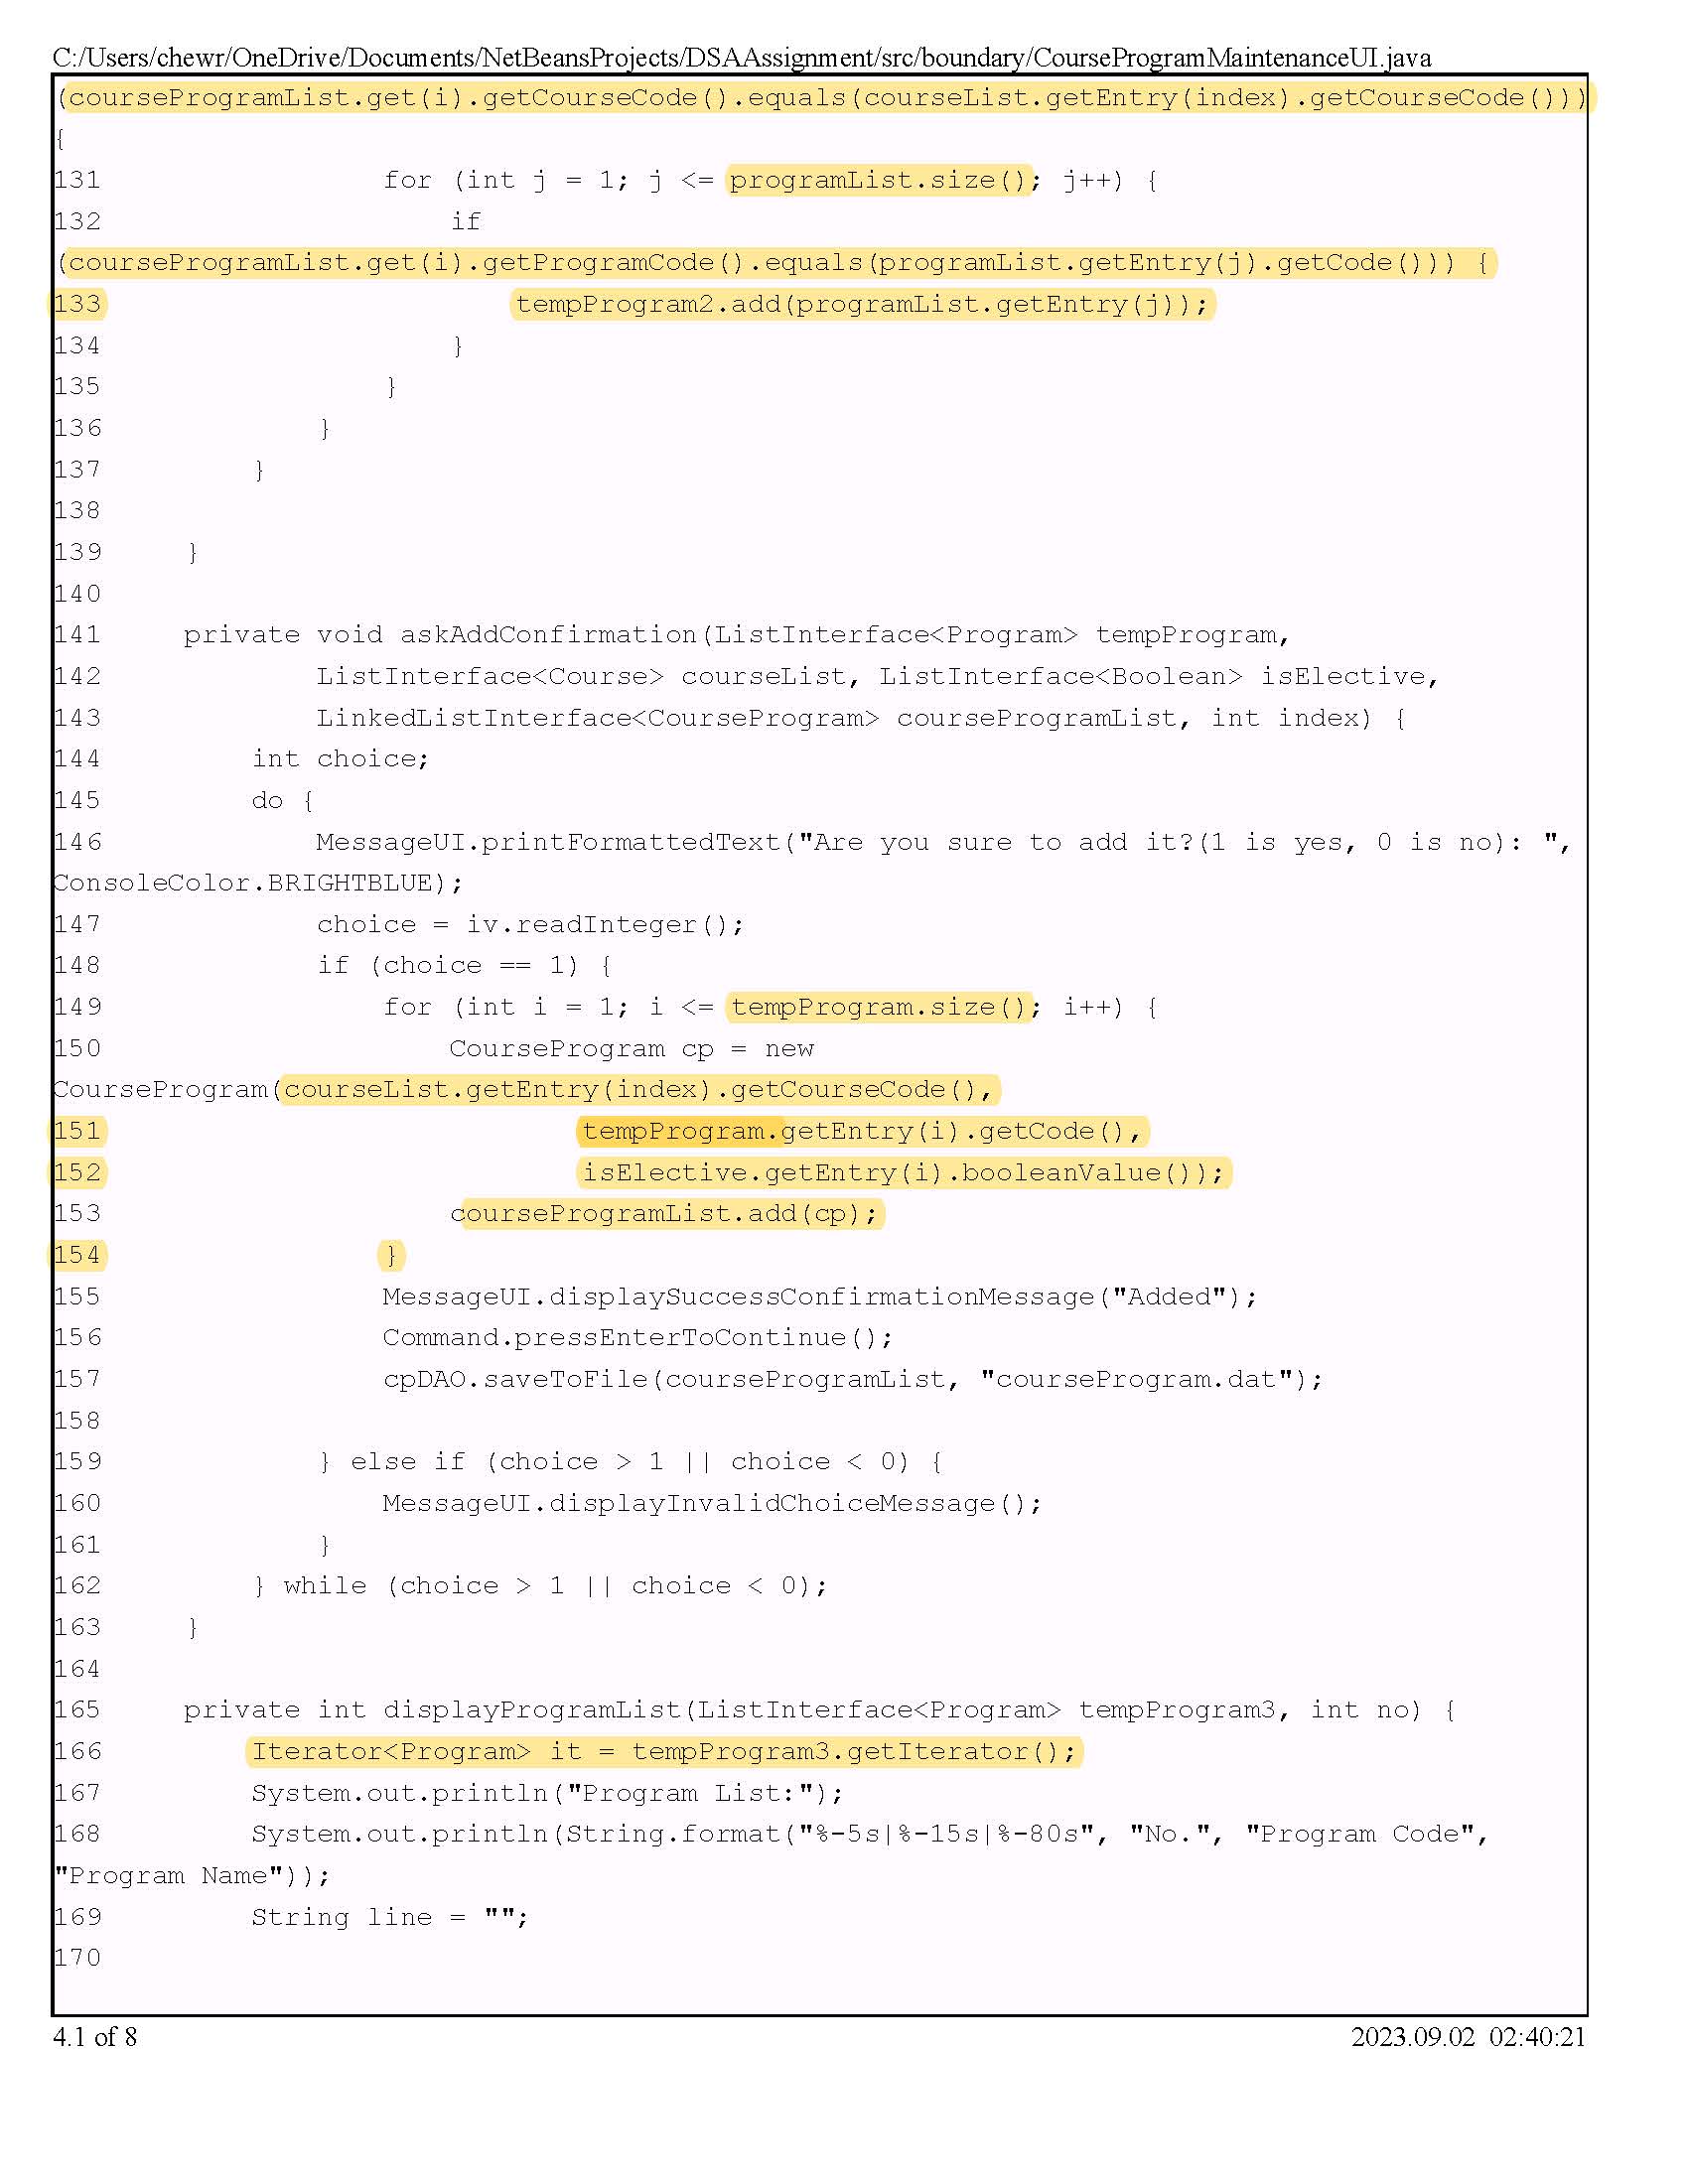 C:/Users/chewr/OneDrive/Documents/NetBeansProjects/DSAAssignment/src/boundary/CourseProgramMaintenanceUI.java
(courseProgramList.get(i).getCourseCode().equals(courseList.getEntry(index).getCourseCode()))
{
131                 for (int j = 1; j <= programList.size(); j++) {
132                     if
(courseProgramList.get(i).getProgramCode().equals(programList.getEntry(j).getCode())) {
133                         tempProgram2.add(programList.getEntry(j));
134                     }
135                 }
136             }
137         }
138
139     }
140
141     private void askAddConfirmation(ListInterface<Program> tempProgram,
142             ListInterface<Course> courseList, ListInterface<Boolean> isElective,
143             LinkedListInterface<CourseProgram> courseProgramList, int index) {
144         int choice;
145         do {
146             MessageUI.printFormattedText("Are you sure to add it?(1 is yes, 0 is no): ",
ConsoleColor.BRIGHTBLUE);
147             choice = iv.readInteger();
148             if (choice == 1) {
149                 for (int i = 1; i <= tempProgram.size(); i++) {
150                     CourseProgram cp = new
CourseProgram(courseList.getEntry(index).getCourseCode(),
151                             tempProgram.getEntry(i).getCode(),
152                             isElective.getEntry(i).booleanValue());
153                     courseProgramList.add(cp);
154                 }
155                 MessageUI.displaySuccessConfirmationMessage("Added");
156                 Command.pressEnterToContinue();
157                 cpDAO.saveToFile(courseProgramList, "courseProgram.dat");
158
159             } else if (choice > 1 || choice < 0) {
160                 MessageUI.displayInvalidChoiceMessage();
161             }
162         } while (choice > 1 || choice < 0);
163     }
164
165     private int displayProgramList(ListInterface<Program> tempProgram3, int no) {
166         Iterator<Program> it = tempProgram3.getIterator();
167         System.out.println("Program List:");
168         System.out.println(String.format("%-5s|%-15s|%-80s", "No.", "Program Code",
"Program Name"));
169         String line = "";
170
4.1 of 8
2023.09.02 02:40:21